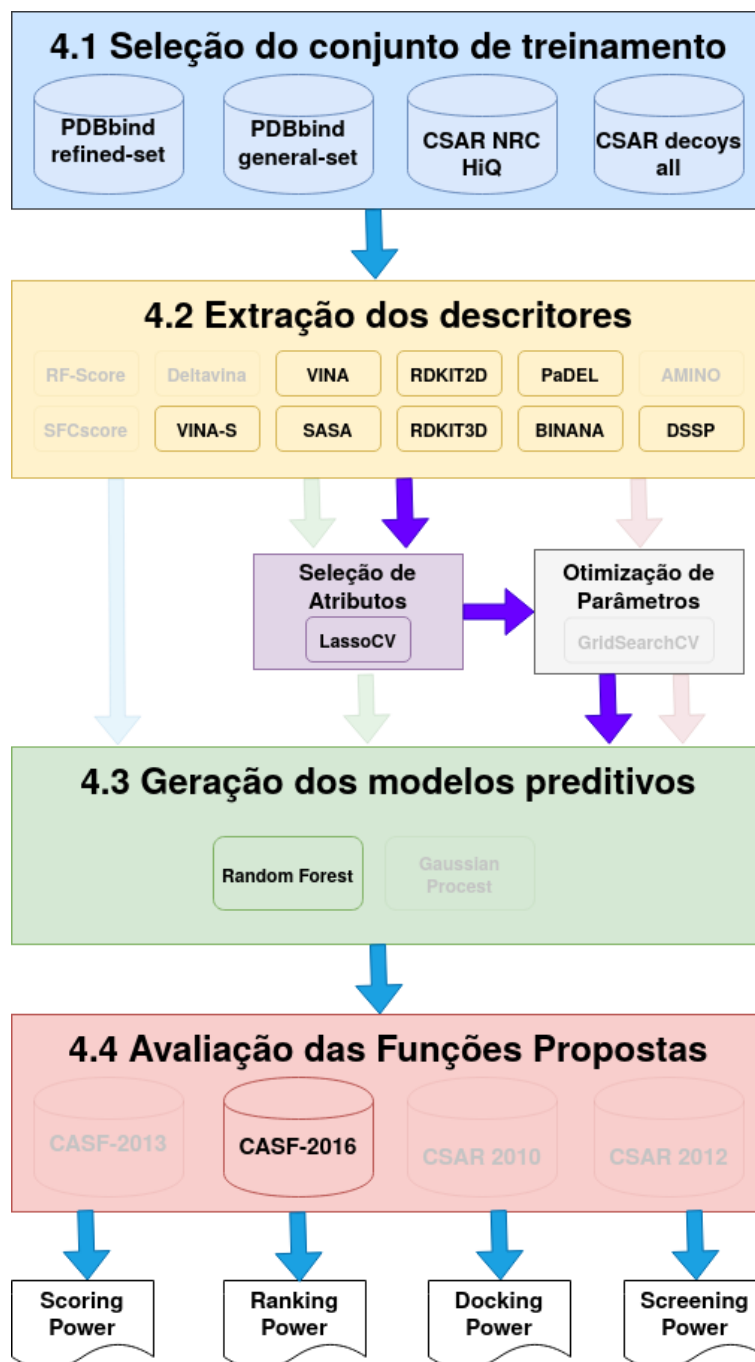 4.1 Seleção do conjunto de treinamento
PDBbind
refined-set
PDBbind
general-set
CSAR NRC
HiQ
CSAR decoys
all
4.2 Extração dos descritores
RF-Score
Deltavina
VINA
RDKIT2D
PaDEL
AMINO
SFCscore
VINA-S
SASA
RDKIT3D
BINANA
DSSP
Seleção de
Atributos
LassoCV
Otimização de
Parâmetros
GridSearchCV
4.3 Geração dos modelos preditivos
Random Forest
Gaussian
Procest
4.4 Avaliação das Funções Propostas
CASF-2013
CASF-2016
CSAR 2010
CSAR 2012
Scoring
Power
Ranking
Power
Docking
Power
Screening
Power